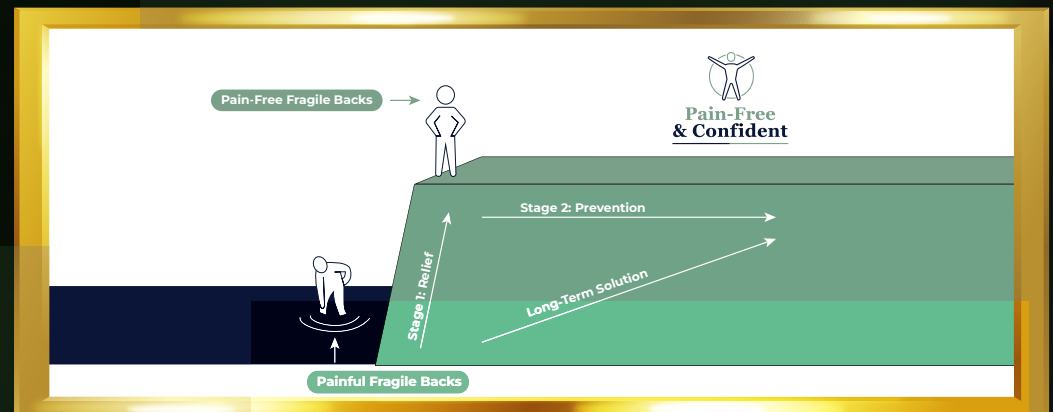 Pain-Free Fragile Backs
Pain-Free
& Confident
Stage 2: Prevention
Stage 1: Relief
Long-Term Solution
Painful Fragile Backs